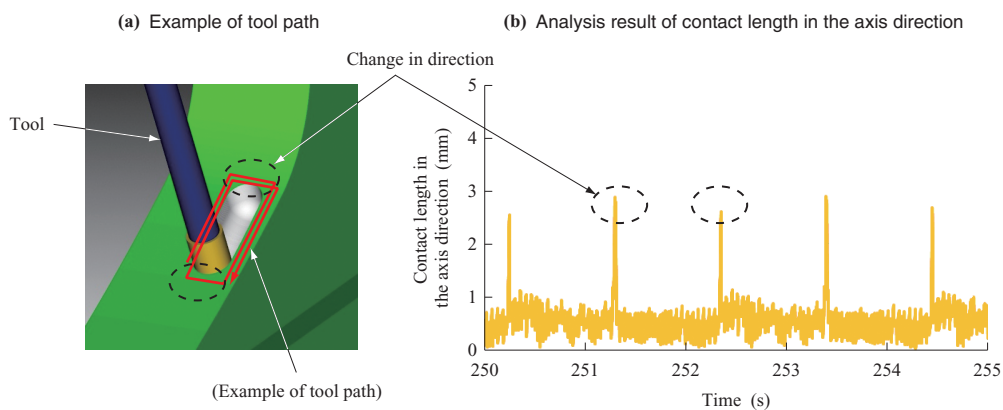 (a) Example of tool path
(b) Analysis result of contact length in the axis direction
Change in direction
Tool
(Example of tool path)
Contact length in
the axis direction (mm)
5
4
3
2
1
0
250
251
252
253
254
255
Time (s)